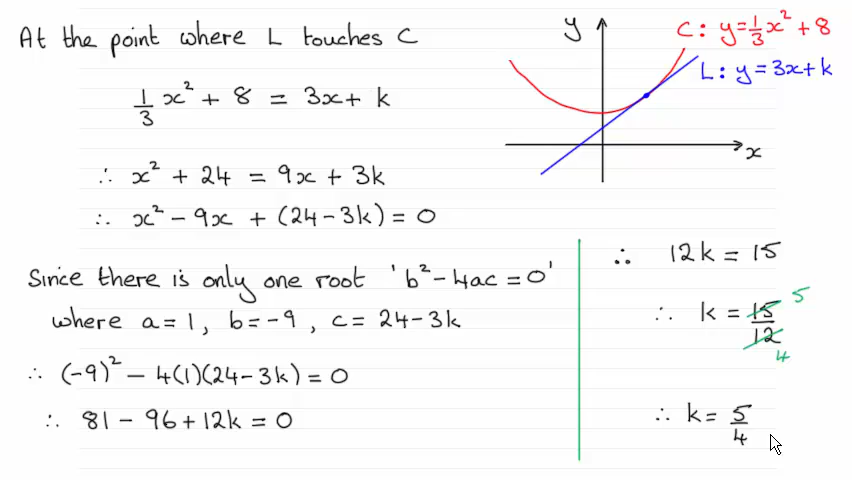 At the point where L touches C
1/3 x² + 8 = 3x + k
∴ x² + 24 = 9x + 3k
∴ x² - 9x + (24 - 3k) = 0
Since there is only one root 'b² - 4ac = 0'
where a = 1, b = -9, c = 24 - 3k
∴ (-9)² - 4(1)(24 - 3k) = 0
∴ 81 - 96 + 12k = 0
y
C: y = 1/3 x² + 8
L: y = 3x + k
x
∴ 12k = 15
∴ k = 15/12
5
4
∴ k = 5/4